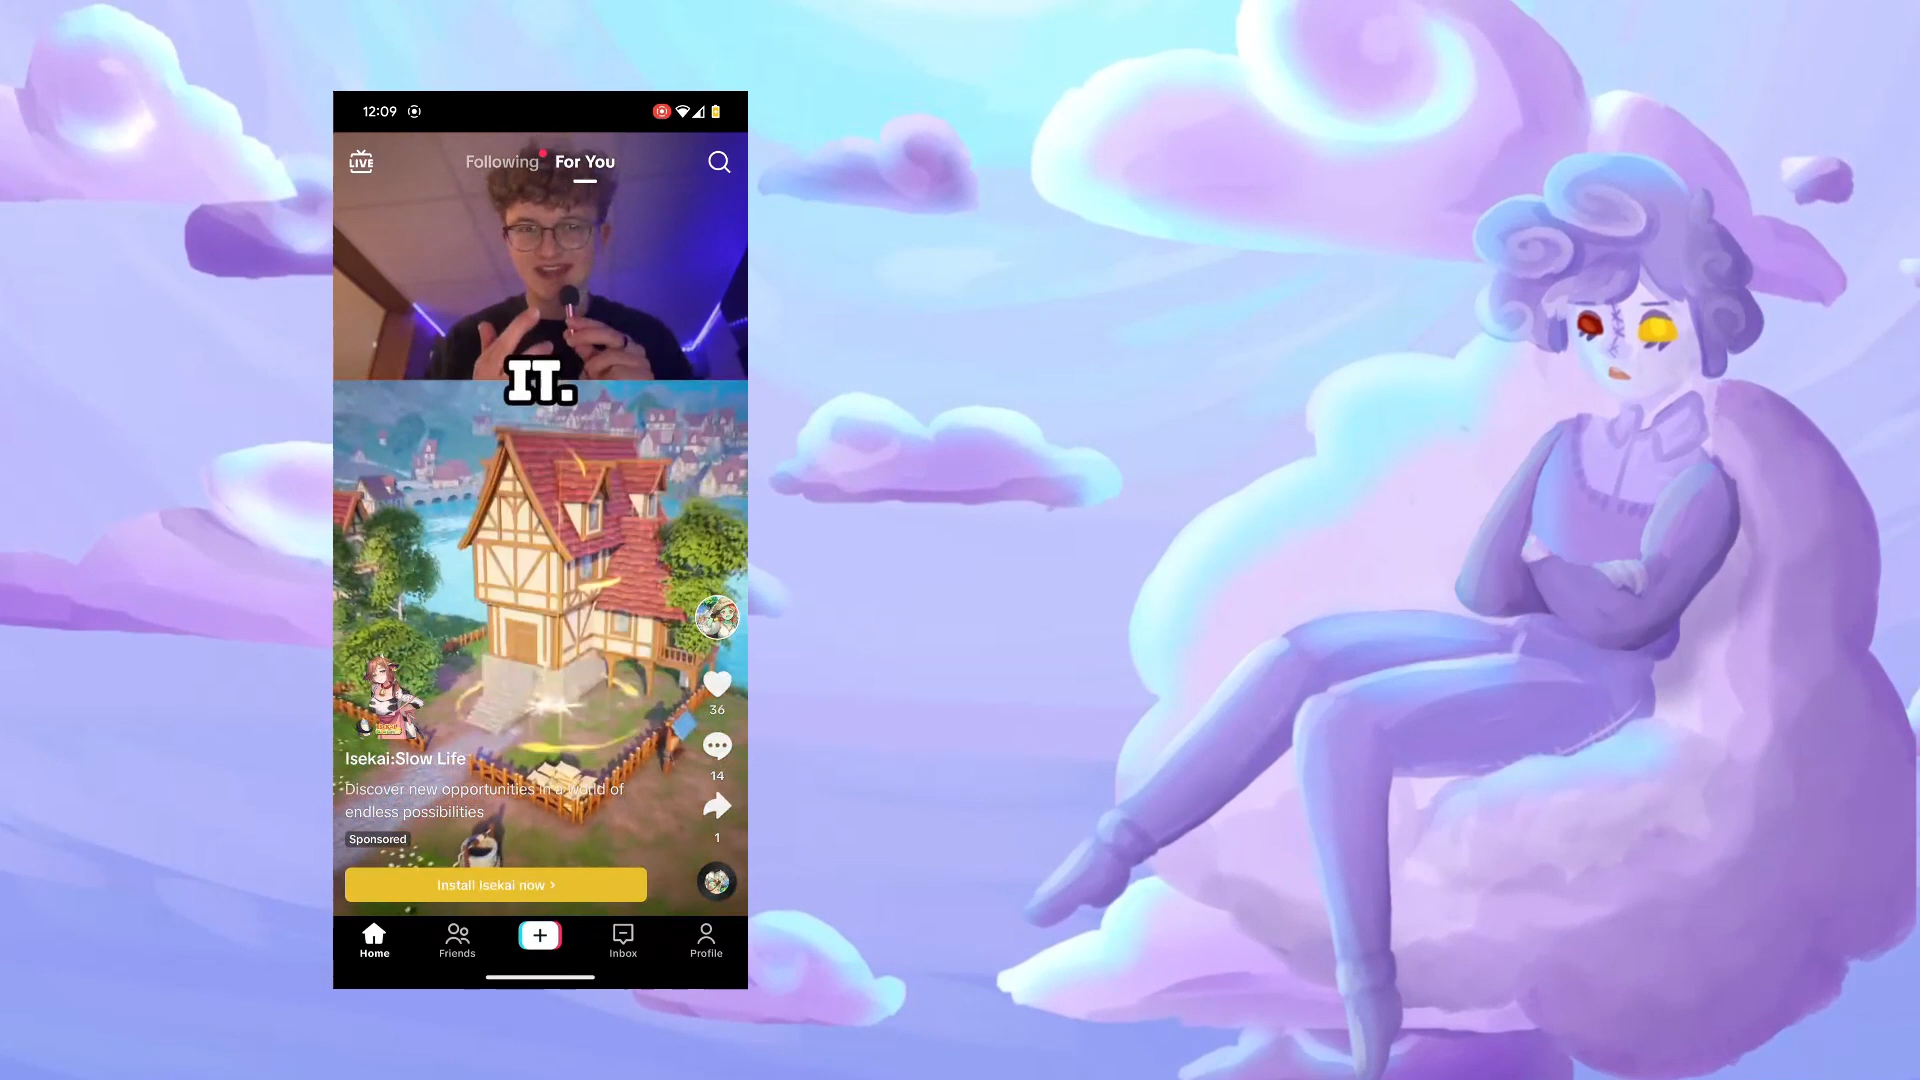 12:09
LIVE
Following For You
IT.
36
14
Isekai:Slow Life
Discover new opportunities in a world of
endless possibilities
1
Sponsored
Install Isekai now ›
Home
Friends
Inbox
Profile